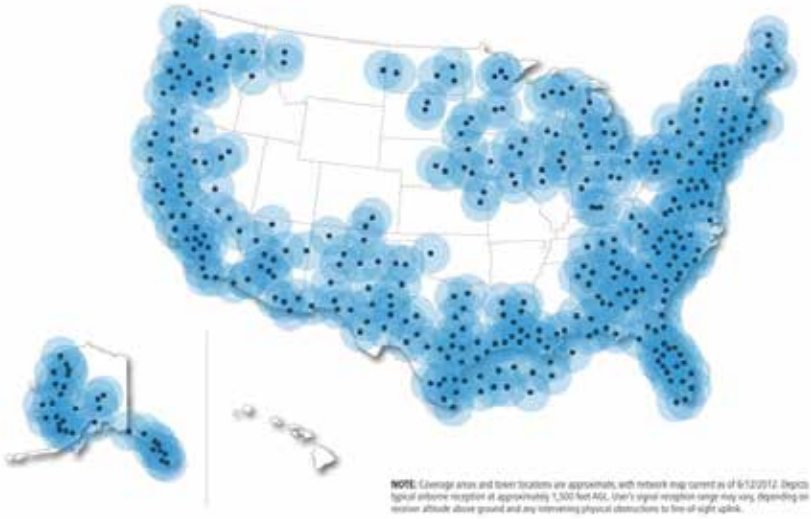 NOTE: Coverage areas and tower locations are approximate, with network map current as of 6/12/2012. Depicts
typical airborne reception at approximately 1,500 feet AGL. User's signal reception range may vary, depending on
receiver altitude above ground and any intervening physical obstructions to line-of-sight uplink.